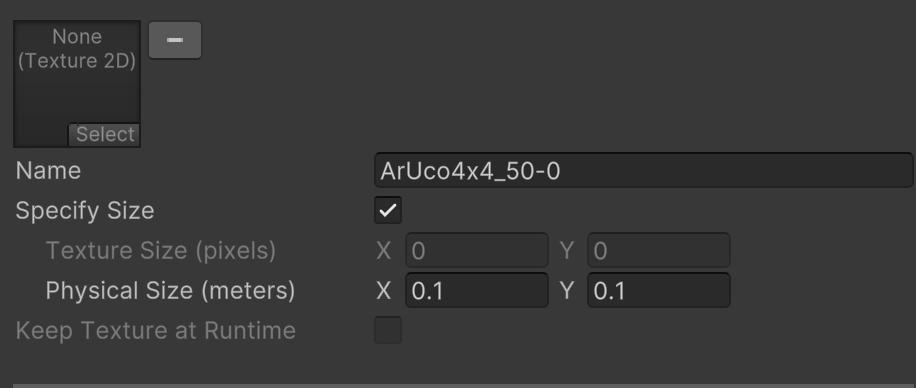 None
(Texture 2D)
Select
Name ArUco4x4_50-0
Specify Size
Texture Size (pixels) X 0 Y 0
Physical Size (meters) X 0.1 Y 0.1
Keep Texture at Runtime